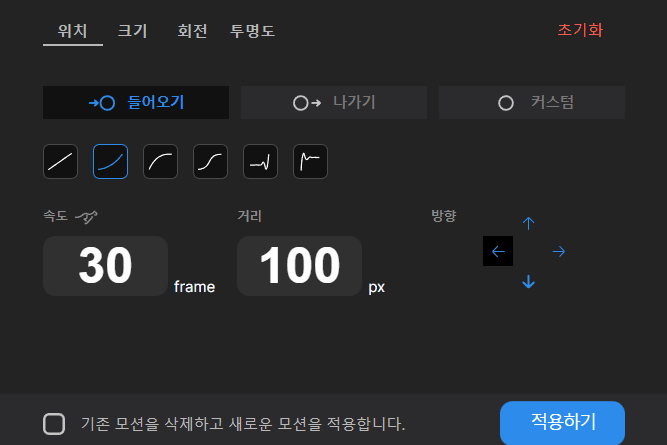 위치 크기 회전 투명도 초기화
들어오기 나가기 커스텀
속도 거리 방향
30 frame 100 px
기존 모션을 삭제하고 새로운 모션을 적용합니다. 적용하기